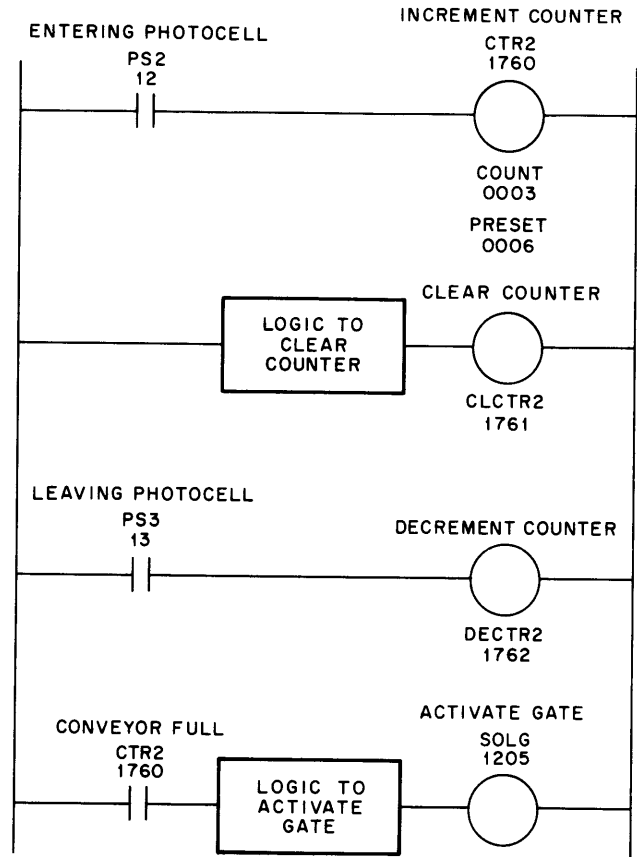 INCREMENT COUNTER
ENTERING PHOTOCELL
CTR2
1760
PS2
12
COUNT
0003
PRESET
0006
CLEAR COUNTER
LOGIC TO
CLEAR
COUNTER
CLCTR2
1761
LEAVING PHOTOCELL
PS3
13
DECREMENT COUNTER
DECTR2
1762
CONVEYOR FULL
CTR2
1760
LOGIC TO
ACTIVATE
GATE
ACTIVATE GATE
SOLG
1205